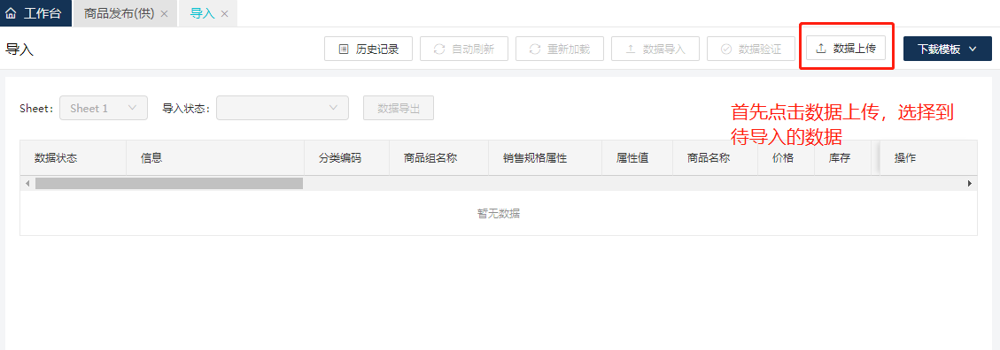 工作台 商品发布(供) 导入
导入 历史记录 自动刷新 重新加载 数据导入 数据验证 数据上传 下载模板
Sheet: Sheet 1 导入状态: 数据导出
首先点击数据上传，选择到
待导入的数据
数据状态 信息 分类编码 商品组名称 销售规格属性 属性值 商品名称 价格 库存 操作
暂无数据